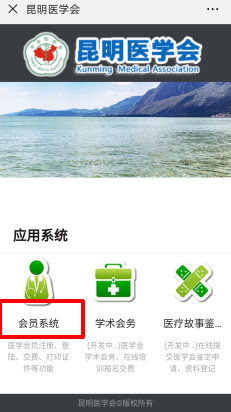 昆明医学会
昆明医学会
Kunming Medical Association
应用系统
会员系统
学术会务
医疗故事鉴...
医学会会员注册、登
陆、交费、打印证
件等功能
(开发中..)医学会
学术会务、在线培
训报名交费
(开发中..)在线提
交医学会鉴定申
请，资料登记
昆明医学会©版权所有